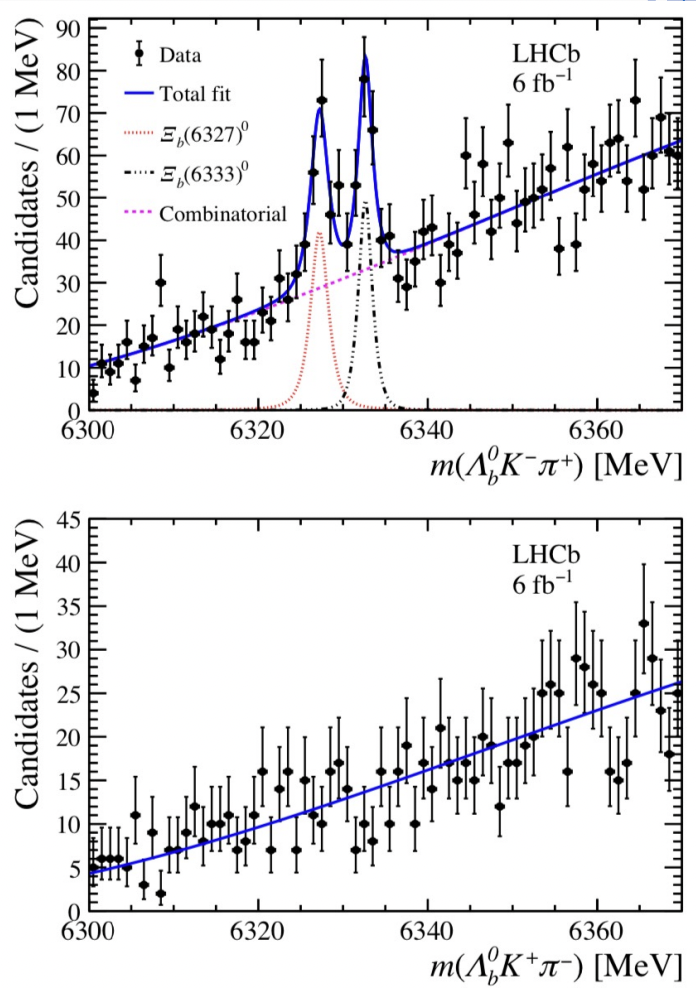 Candidates / (1 MeV)
90
80
70
60
50
40
30
20
10
0
Data
Total fit
Ξb(6327)⁰
Ξb(6333)⁰
Combinatorial
LHCb
6 fb⁻¹
6300 6320 6340 6360
m(Λb⁰K⁻π⁺) [MeV]
Candidates / (1 MeV)
45
40
35
30
25
20
15
10
5
0
LHCb
6 fb⁻¹
6300 6320 6340 6360
m(Λb⁰K⁺π⁻) [MeV]